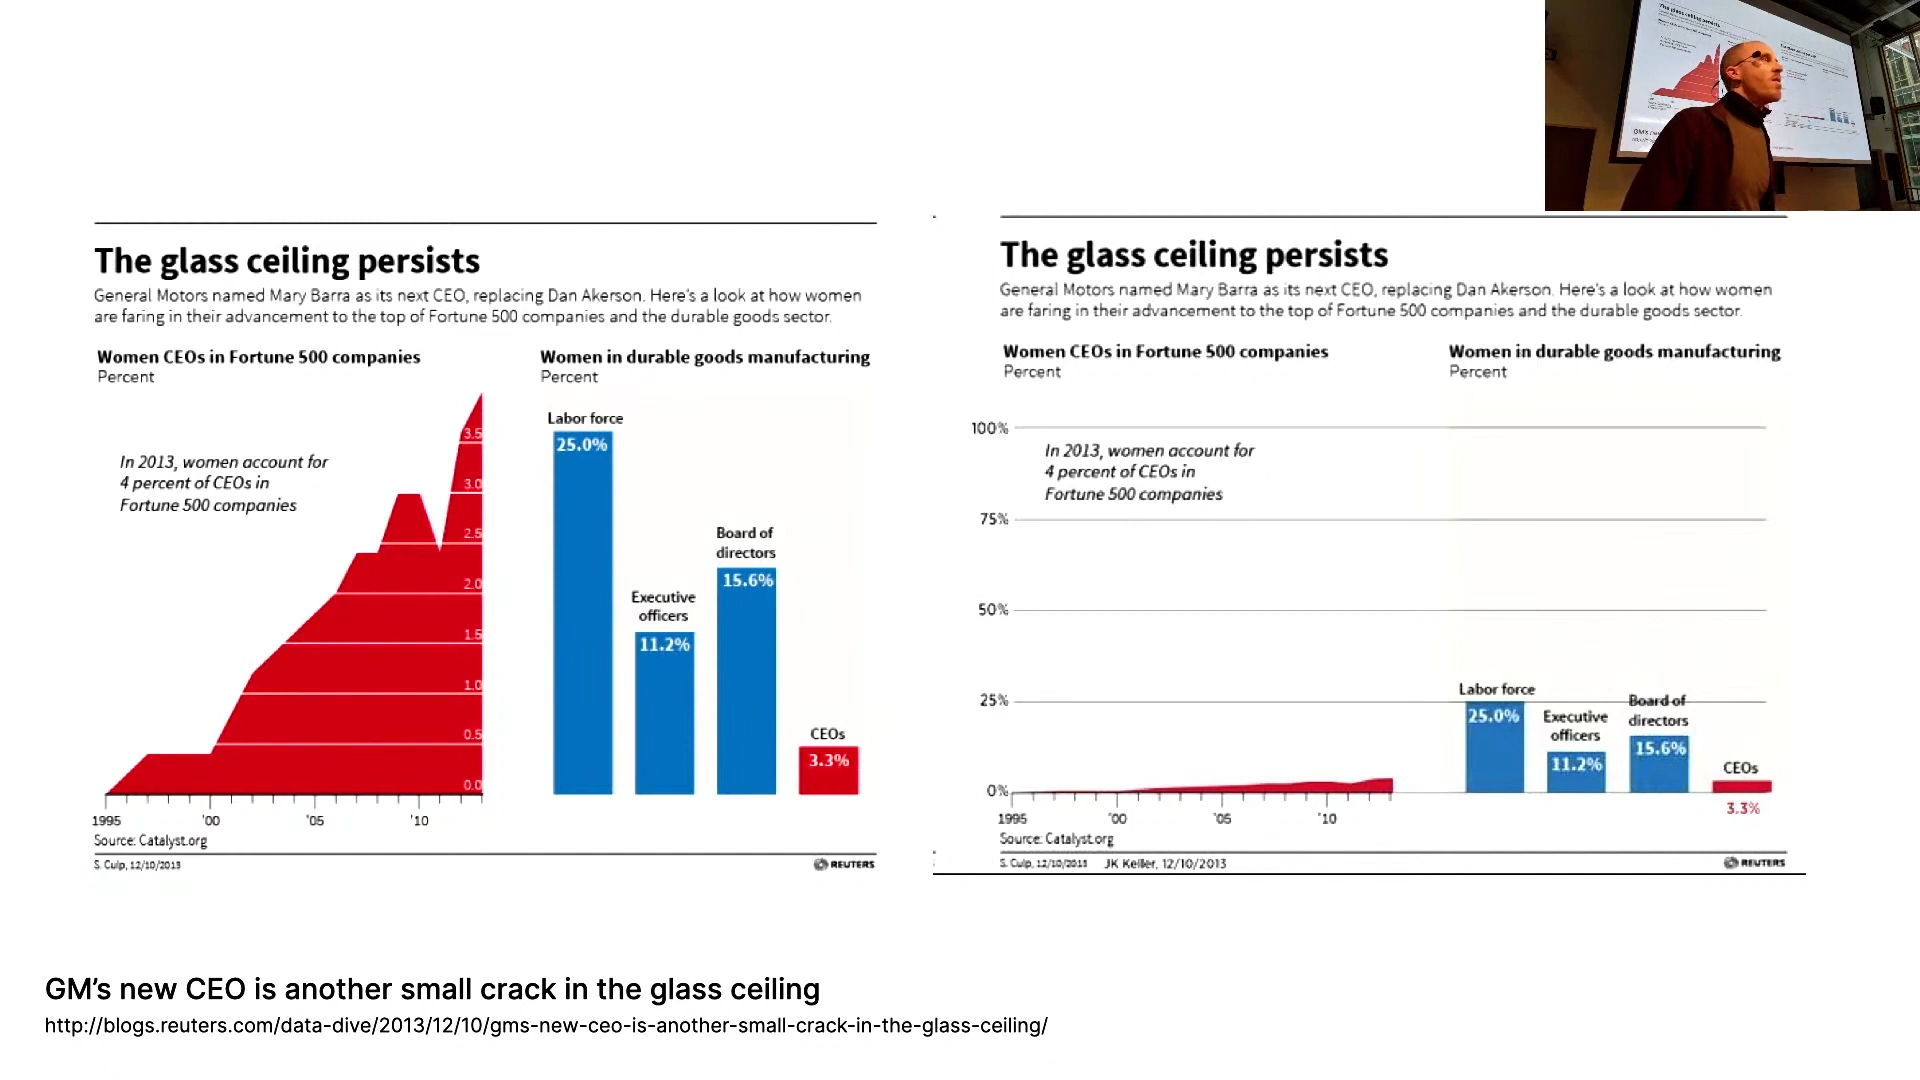 The glass ceiling persists
General Motors named Mary Barra as its next CEO, replacing Dan Akerson. Here's a look at how women
are faring in their advancement to the top of Fortune 500 companies and the durable goods sector.
Women CEOs in Fortune 500 companies
Percent
In 2013, women account for
4 percent of CEOs in
Fortune 500 companies
3.5
3.0
2.5
2.0
1.5
1.0
0.5
0.0
1995 '00 '05 '10
Women in durable goods manufacturing
Percent
Labor force
25.0%
Executive
officers
11.2%
Board of
directors
15.6%
CEOs
3.3%
Source: Catalyst.org
S. Culp, 12/10/2013
REUTERS
The glass ceiling persists
General Motors named Mary Barra as its next CEO, replacing Dan Akerson. Here's a look at how women
are faring in their advancement to the top of Fortune 500 companies and the durable goods sector.
Women CEOs in Fortune 500 companies
Percent
100%
In 2013, women account for
4 percent of CEOs in
Fortune 500 companies
75%
50%
25%
0%
1995 '00 '05 '10
Women in durable goods manufacturing
Percent
Labor force
25.0%
Executive
officers
11.2%
Board of
directors
15.6%
CEOs
3.3%
Source: Catalyst.org
S. Culp, 12/10/2013 JK Keller, 12/10/2013
REUTERS
GM’s new CEO is another small crack in the glass ceiling
http://blogs.reuters.com/data-dive/2013/12/10/gms-new-ceo-is-another-small-crack-in-the-glass-ceiling/
The glass ceiling persists